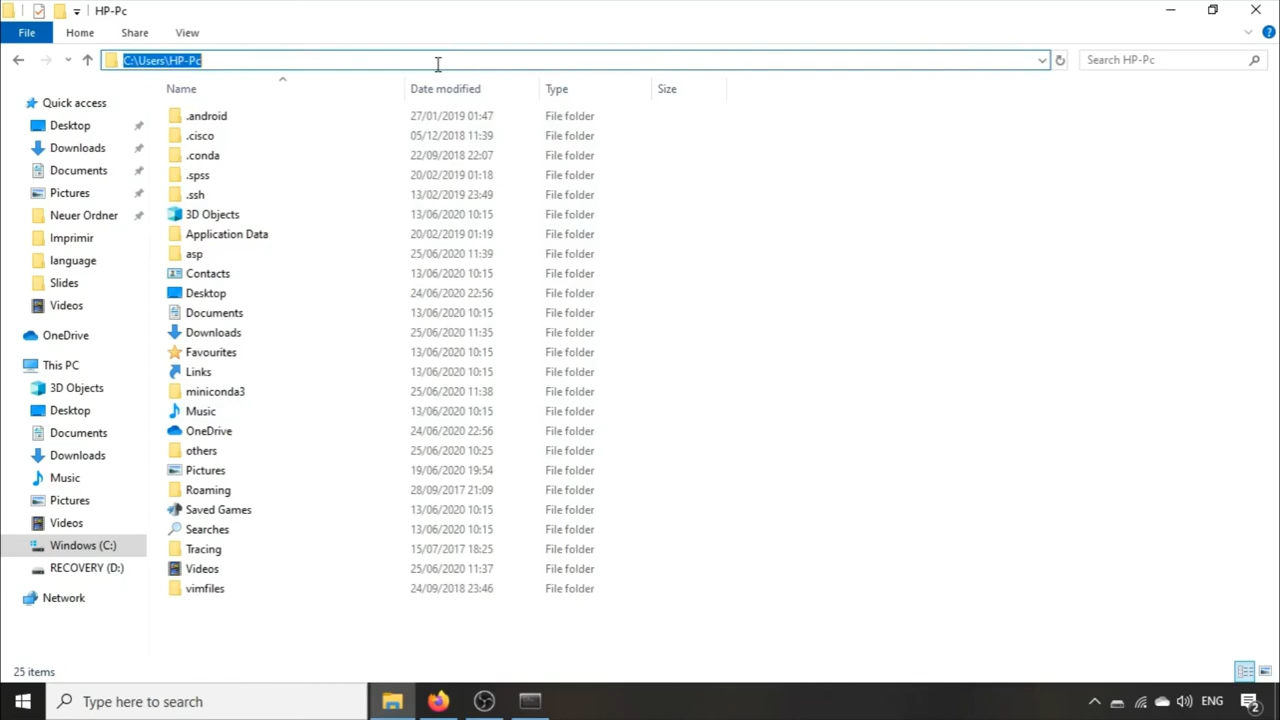 HP-Pc
File Home Share View
C:\Users\HP-Pc
Search HP-Pc
Name Date modified Type Size
Quick access
Desktop
Downloads
Documents
Pictures
Neuer Ordner
Imprimir
language
Slides
Videos
OneDrive
This PC
3D Objects
Desktop
Documents
Downloads
Music
Pictures
Videos
Windows (C:)
RECOVERY (D:)
Network
.android 27/01/2019 01:47 File folder
.cisco 05/12/2018 11:39 File folder
.conda 22/09/2018 22:07 File folder
.spss 20/02/2019 01:18 File folder
.ssh 13/02/2019 23:49 File folder
3D Objects 13/06/2020 10:15 File folder
Application Data 20/02/2019 01:19 File folder
asp 25/06/2020 11:39 File folder
Contacts 13/06/2020 10:15 File folder
Desktop 24/06/2020 22:56 File folder
Documents 13/06/2020 10:15 File folder
Downloads 25/06/2020 11:35 File folder
Favourites 13/06/2020 10:15 File folder
Links 13/06/2020 10:15 File folder
miniconda3 25/06/2020 11:38 File folder
Music 13/06/2020 10:15 File folder
OneDrive 24/06/2020 22:56 File folder
others 25/06/2020 10:25 File folder
Pictures 19/06/2020 19:54 File folder
Roaming 28/09/2017 21:09 File folder
Saved Games 13/06/2020 10:15 File folder
Searches 13/06/2020 10:15 File folder
Tracing 15/07/2017 18:25 File folder
Videos 25/06/2020 11:37 File folder
vimfiles 24/09/2018 23:46 File folder
25 items
Type here to search
ENG
2